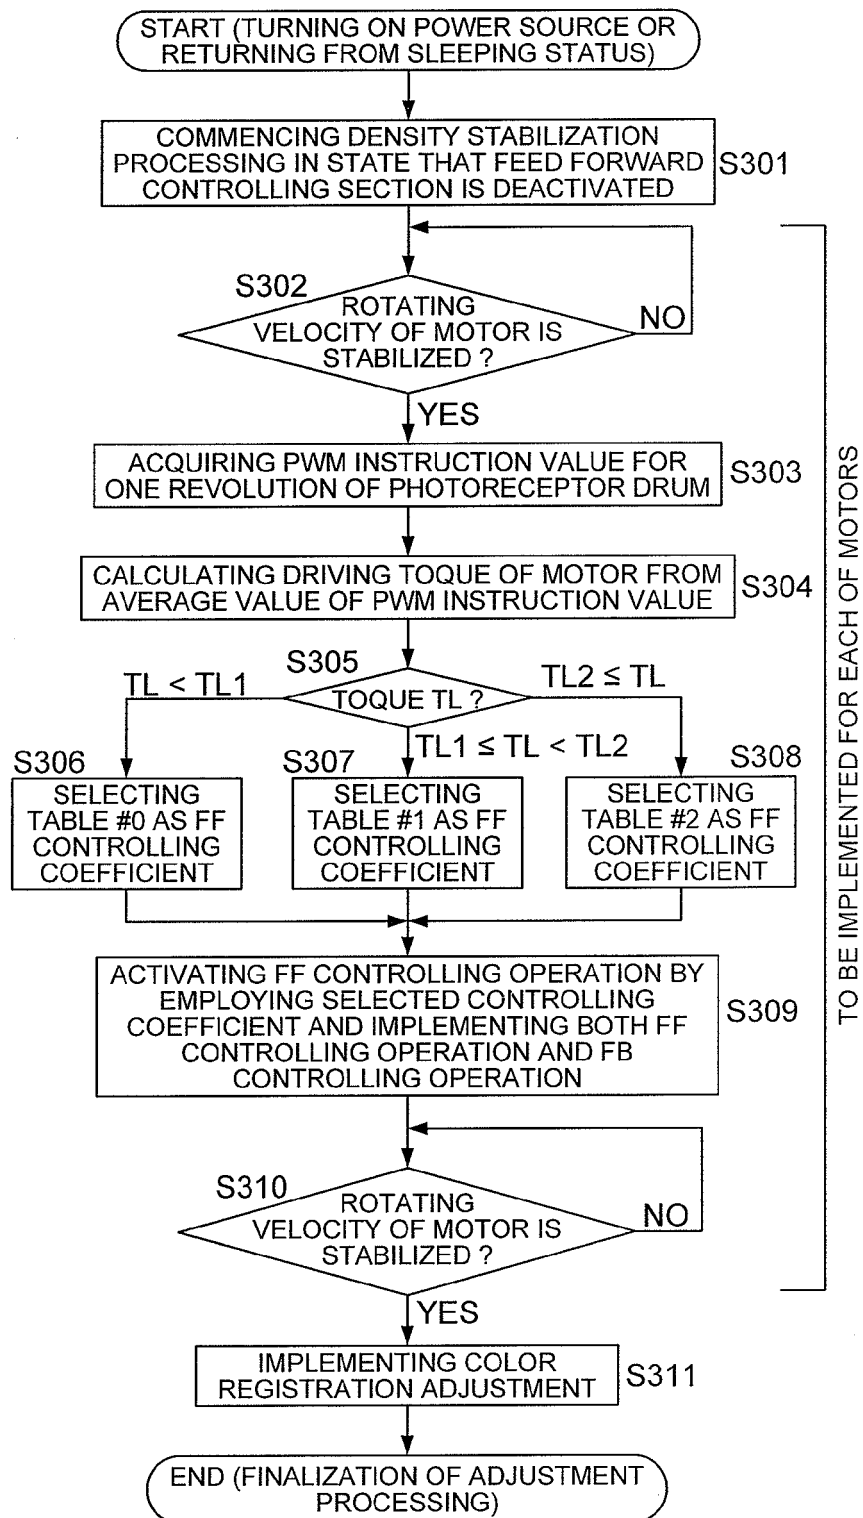 START (TURNING ON POWER SOURCE OR
RETURNING FROM SLEEPING STATUS)
COMMENCING DENSITY STABILIZATION
PROCESSING IN STATE THAT FEED FORWARD
CONTROLLING SECTION IS DEACTIVATED
S301
S302
ROTATING
VELOCITY OF MOTOR IS
STABILIZED ?
NO
YES
ACQUIRING PWM INSTRUCTION VALUE FOR
ONE REVOLUTION OF PHOTORECEPTOR DRUM
S303
CALCULATING DRIVING TOQUE OF MOTOR FROM
AVERAGE VALUE OF PWM INSTRUCTION VALUE
S304
S305
TOQUE TL ?
TL < TL1
TL2 ≤ TL
TL1 ≤ TL < TL2
S306
SELECTING
TABLE #0 AS FF
CONTROLLING
COEFFICIENT
S307
SELECTING
TABLE #1 AS FF
CONTROLLING
COEFFICIENT
S308
SELECTING
TABLE #2 AS FF
CONTROLLING
COEFFICIENT
ACTIVATING FF CONTROLLING OPERATION BY
EMPLOYING SELECTED CONTROLLING
COEFFICIENT AND IMPLEMENTING BOTH FF
CONTROLLING OPERATION AND FB
CONTROLLING OPERATION
S309
S310
ROTATING
VELOCITY OF MOTOR IS
STABILIZED ?
NO
YES
TO BE IMPLEMENTED FOR EACH OF MOTORS
IMPLEMENTING COLOR
REGISTRATION ADJUSTMENT
S311
END (FINALIZATION OF ADJUSTMENT
PROCESSING)